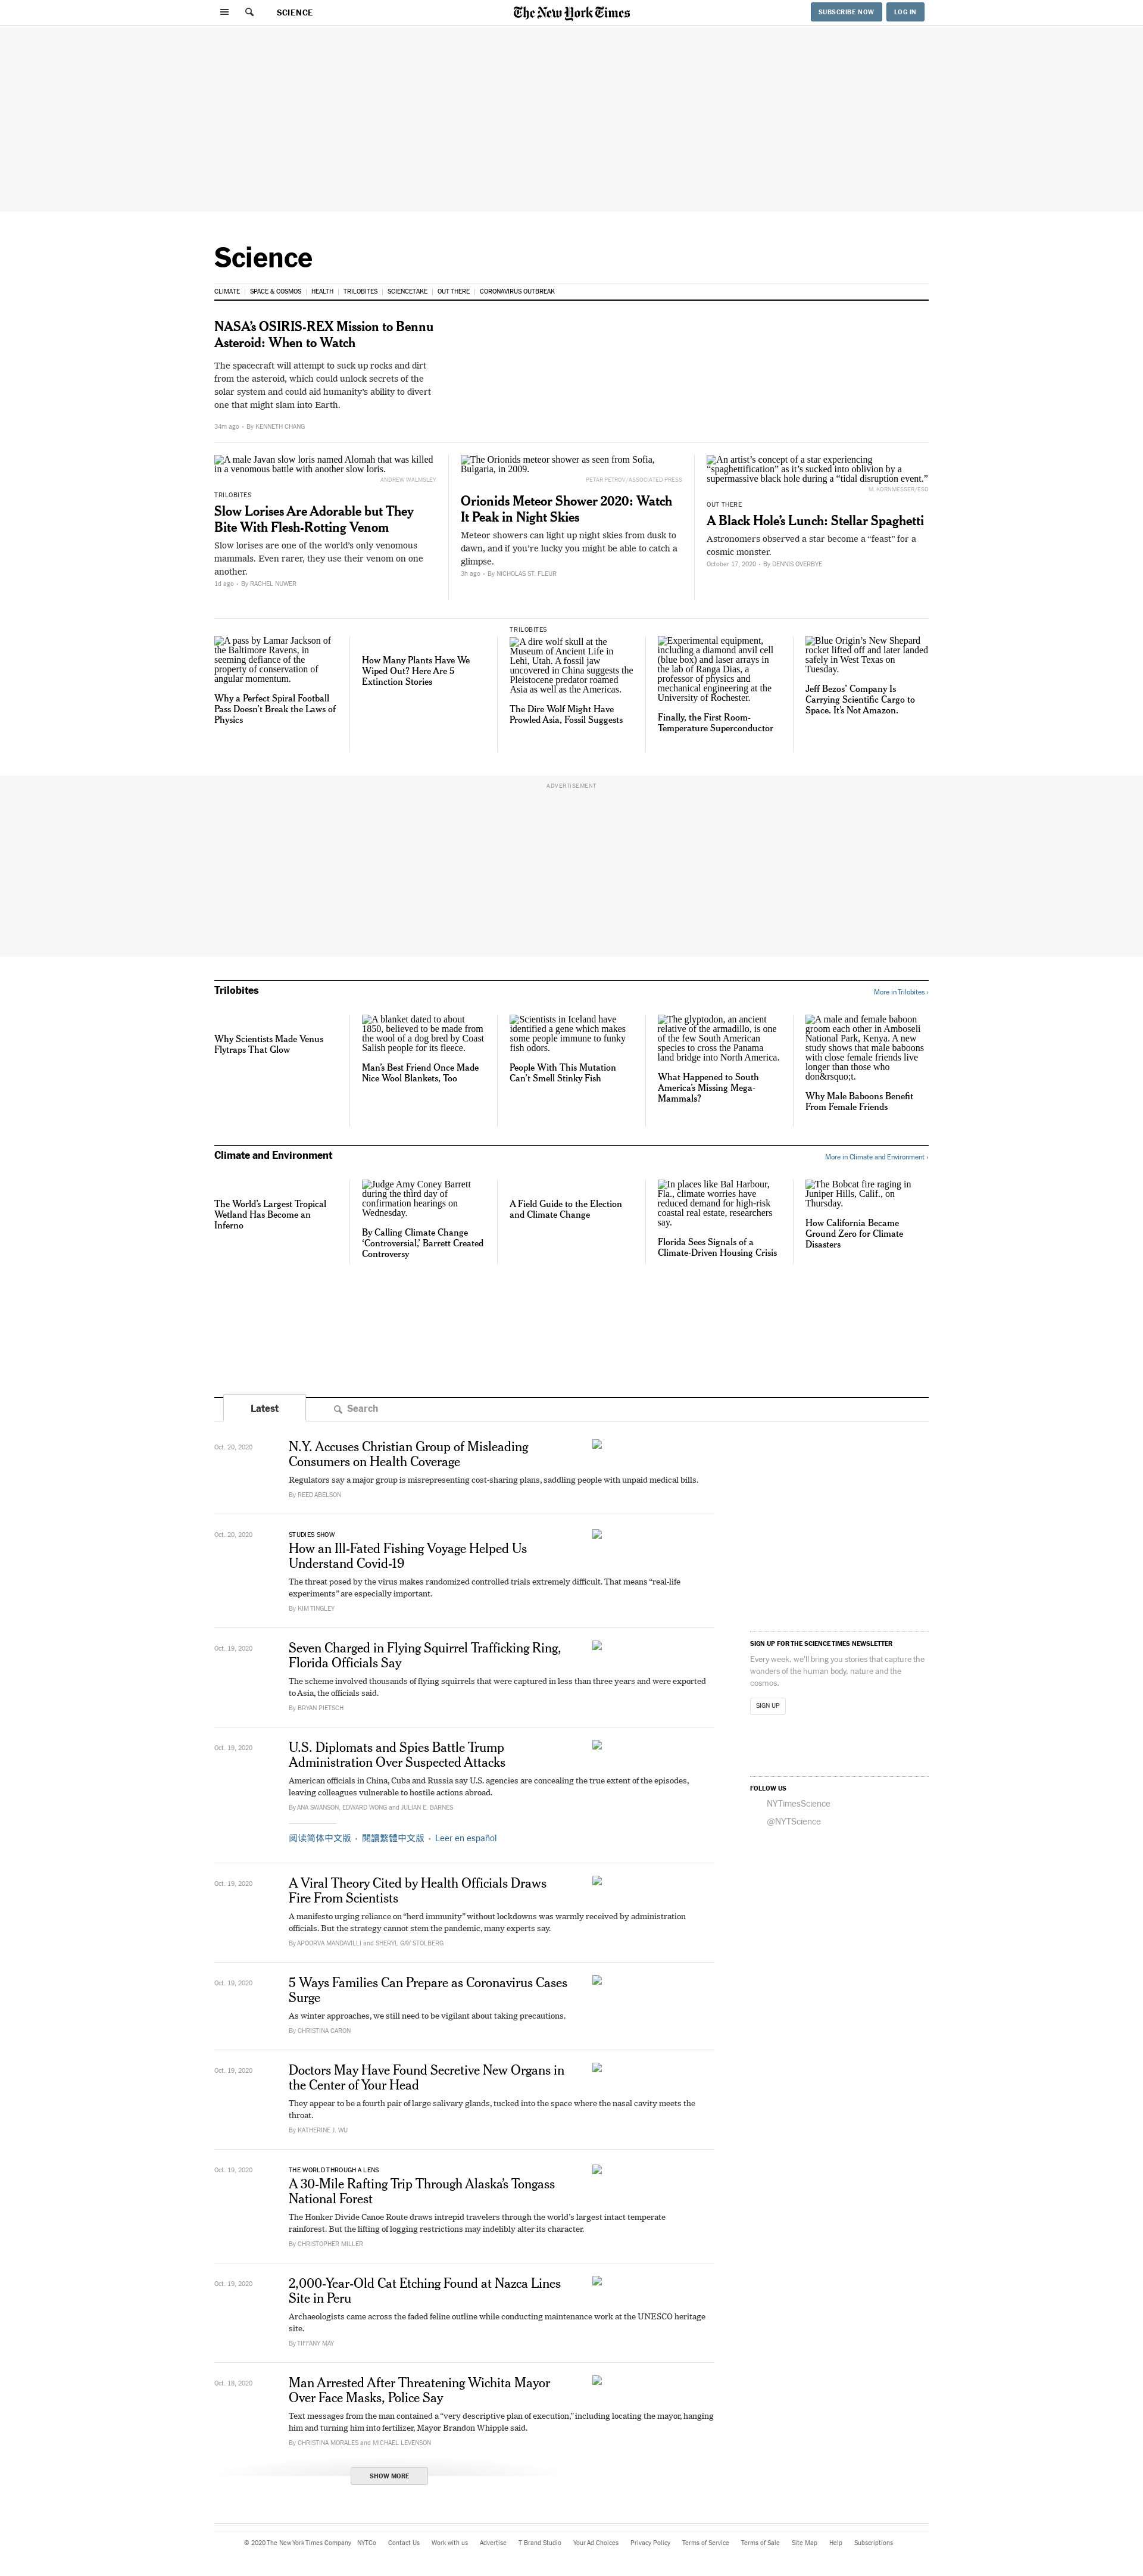 SCIENCE
The New York Times
SUBSCRIBE NOW
LOG IN
Science
CLIMATE
SPACE & COSMOS
HEALTH
TRILOBITES
SCIENCETAKE
OUT THERE
CORONAVIRUS OUTBREAK
NASA's OSIRIS-REX Mission to Bennu
Asteroid: When to Watch
The spacecraft will attempt to suck up rocks and dirt
from the asteroid, which could unlock secrets of the
solar system and could aid humanity's ability to divert
one that might slam into Earth.
34m ago · By KENNETH CHANG
A male Javan slow loris named Alomah that was killed
in a venomous battle with another slow loris.
ANDREW WALMSLEY
TRILOBITES
Slow Lorises Are Adorable but They
Bite With Flesh-Rotting Venom
Slow lorises are one of the world's only venomous
mammals. Even rarer, they use their venom on one
another.
1d ago · By RACHEL NUWER
The Orionids meteor shower as seen from Sofia,
Bulgaria, in 2009.
PETAR PETROV/ASSOCIATED PRESS
Orionids Meteor Shower 2020: Watch
It Peak in Night Skies
Meteor showers can light up night skies from dusk to
dawn, and if you're lucky you might be able to catch a
glimpse.
3h ago · By NICHOLAS ST. FLEUR
An artist's concept of a star experiencing
“spaghettification” as it's sucked into oblivion by a
supermassive black hole during a “tidal disruption event.”
M. KORNMESSER/ESO
OUT THERE
A Black Hole's Lunch: Stellar Spaghetti
Astronomers observed a star become a “feast” for a
cosmic monster.
October 17, 2020 · By DENNIS OVERBYE
A pass by Lamar Jackson of
the Baltimore Ravens, in
seeming defiance of the
property of conservation of
angular momentum.
Why a Perfect Spiral Football
Pass Doesn't Break the Laws of
Physics
How Many Plants Have We
Wiped Out? Here Are 5
Extinction Stories
TRILOBITES
A dire wolf skull at the
Museum of Ancient Life in
Lehi, Utah. A fossil jaw
uncovered in China suggests the
Pleistocene predator roamed
Asia as well as the Americas.
The Dire Wolf Might Have
Prowled Asia, Fossil Suggests
Experimental equipment,
including a diamond anvil cell
(blue box) and laser arrays in
the lab of Ranga Dias, a
professor of physics and
mechanical engineering at the
University of Rochester.
Finally, the First Room-
Temperature Superconductor
Blue Origin's New Shepard
rocket lifted off and later landed
safely in West Texas on
Tuesday.
Jeff Bezos' Company Is
Carrying Scientific Cargo to
Space. It's Not Amazon.
ADVERTISEMENT
Trilobites
More in Trilobites ›
Why Scientists Made Venus
Flytraps That Glow
A blanket dated to about
1850, believed to be made from
the wool of a dog bred by Coast
Salish people for its fleece.
Man's Best Friend Once Made
Nice Wool Blankets, Too
Scientists in Iceland have
identified a gene which makes
some people immune to funky
fish odors.
People With This Mutation
Can't Smell Stinky Fish
The glyptodon, an ancient
relative of the armadillo, is one
of the few South American
species to cross the Panama
land bridge into North America.
What Happened to South
America's Missing Mega-
Mammals?
A male and female baboon
groom each other in Amboseli
National Park, Kenya. A new
study shows that male baboons
with close female friends live
longer than those who
don&rsquo;t.
Why Male Baboons Benefit
From Female Friends
Climate and Environment
More in Climate and Environment ›
The World's Largest Tropical
Wetland Has Become an
Inferno
Judge Amy Coney Barrett
during the third day of
confirmation hearings on
Wednesday.
By Calling Climate Change
‘Controversial,’ Barrett Created
Controversy
A Field Guide to the Election
and Climate Change
In places like Bal Harbour,
Fla., climate worries have
reduced demand for high-risk
coastal real estate, researchers
say.
Florida Sees Signals of a
Climate-Driven Housing Crisis
The Bobcat fire raging in
Juniper Hills, Calif., on
Thursday.
How California Became
Ground Zero for Climate
Disasters
Latest
Search
Oct. 20, 2020
N.Y. Accuses Christian Group of Misleading
Consumers on Health Coverage
Regulators say a major group is misrepresenting cost-sharing plans, saddling people with unpaid medical bills.
By REED ABELSON
Oct. 20, 2020
STUDIES SHOW
How an Ill-Fated Fishing Voyage Helped Us
Understand Covid-19
The threat posed by the virus makes randomized controlled trials extremely difficult. That means “real-life
experiments” are especially important.
By KIM TINGLEY
Oct. 19, 2020
Seven Charged in Flying Squirrel Trafficking Ring,
Florida Officials Say
The scheme involved thousands of flying squirrels that were captured in less than three years and were exported
to Asia, the officials said.
By BRYAN PIETSCH
Oct. 19, 2020
U.S. Diplomats and Spies Battle Trump
Administration Over Suspected Attacks
American officials in China, Cuba and Russia say U.S. agencies are concealing the true extent of the episodes,
leaving colleagues vulnerable to hostile actions abroad.
By ANA SWANSON, EDWARD WONG and JULIAN E. BARNES
阅读简体中文版 · 閱讀繁體中文版 · Leer en español
Oct. 19, 2020
A Viral Theory Cited by Health Officials Draws
Fire From Scientists
A manifesto urging reliance on “herd immunity” without lockdowns was warmly received by administration
officials. But the strategy cannot stem the pandemic, many experts say.
By APOORVA MANDAVILLI and SHERYL GAY STOLBERG
Oct. 19, 2020
5 Ways Families Can Prepare as Coronavirus Cases
Surge
As winter approaches, we still need to be vigilant about taking precautions.
By CHRISTINA CARON
Oct. 19, 2020
Doctors May Have Found Secretive New Organs in
the Center of Your Head
They appear to be a fourth pair of large salivary glands, tucked into the space where the nasal cavity meets the
throat.
By KATHERINE J. WU
Oct. 19, 2020
THE WORLD THROUGH A LENS
A 30-Mile Rafting Trip Through Alaska's Tongass
National Forest
The Honker Divide Canoe Route draws intrepid travelers through the world's largest intact temperate
rainforest. But the lifting of logging restrictions may indelibly alter its character.
By CHRISTOPHER MILLER
Oct. 19, 2020
2,000-Year-Old Cat Etching Found at Nazca Lines
Site in Peru
Archaeologists came across the faded feline outline while conducting maintenance work at the UNESCO heritage
site.
By TIFFANY MAY
Oct. 18, 2020
Man Arrested After Threatening Wichita Mayor
Over Face Masks, Police Say
Text messages from the man contained a “very descriptive plan of execution,” including locating the mayor, hanging
him and turning him into fertilizer, Mayor Brandon Whipple said.
By CHRISTINA MORALES and MICHAEL LEVENSON
SHOW MORE
SIGN UP FOR THE SCIENCE TIMES NEWSLETTER
Every week, we'll bring you stories that capture the
wonders of the human body, nature and the
cosmos.
SIGN UP
FOLLOW US
NYTimesScience
@NYTScience
© 2020 The New York Times Company
NYTCo
Contact Us
Work with us
Advertise
T Brand Studio
Your Ad Choices
Privacy Policy
Terms of Service
Terms of Sale
Site Map
Help
Subscriptions